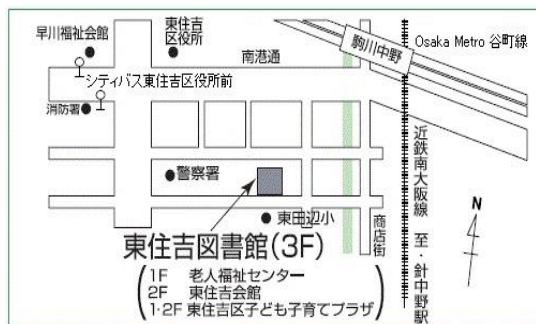 早川福祉会館
東住吉
区役所
南港通
駒川中野
Osaka Metro 谷町線
シティバス東住吉区役所前
消防署
警察署
東田辺小
商店街
近鉄南大阪線 至・針中野駅
N
東住吉図書館(3F)
1F 老人福祉センター
2F 東住吉会館
1・2F 東住吉区子ども子育てプラザ